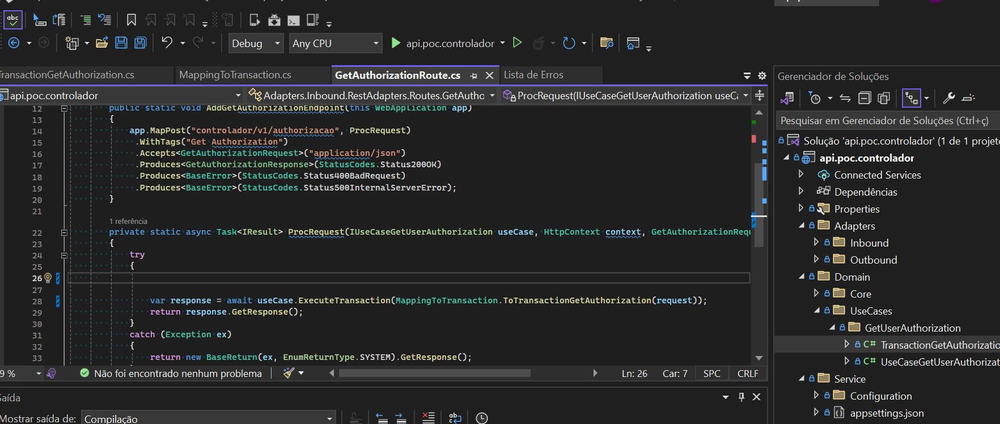 abc
Debug
Any CPU
api.poc.controlador
TransactionGetAuthorization.cs
MappingToTransaction.cs
GetAuthorizationRoute.cs
Lista de Erros
api.poc.controlador
Adapters.Inbound.RestAdapters.Routes.GetAutho
ProcRequest(IUseCaseGetUserAuthorization useCa
12 public static void AddGetAuthorizationEndpoint(this WebApplication app)
13 {
14 app.MapPost("controlador/v1/authorizacao", ProcRequest)
15 .WithTags("Get Authorization")
16 .Accepts<GetAuthorizationRequest>("application/json")
17 .Produces<GetAuthorizationResponse>(StatusCodes.Status200OK)
18 .Produces<BaseError>(StatusCodes.Status400BadRequest)
19 .Produces<BaseError>(StatusCodes.Status500InternalServerError);
20 }
21
1 referência
22 private static async Task<IResult> ProcRequest(IUseCaseGetUserAuthorization useCase, HttpContext context, GetAuthorizationRequ
23 {
24 try
25 {
26
27
28 var response = await useCase.ExecuteTransaction(MappingToTransaction.ToTransactionGetAuthorization(request));
29 return response.GetResponse();
30 }
31 catch (Exception ex)
32 {
33 return new BaseReturn(ex, EnumReturnType.SYSTEM).GetResponse();
9 %
Não foi encontrado nenhum problema
Ln: 26
Car: 7
SPC
CRLF
Saída
Mostrar saída de:
Compilação
Gerenciador de Soluções
Pesquisar em Gerenciador de Soluções (Ctrl+ç)
Solução 'api.poc.controlador' (1 de 1 projeto
api.poc.controlador
Connected Services
Dependências
Properties
Adapters
Inbound
Outbound
Domain
Core
UseCases
GetUserAuthorization
C# TransactionGetAuthorizatio
C# UseCaseGetUserAuthorizat
Service
Configuration
appsettings.json